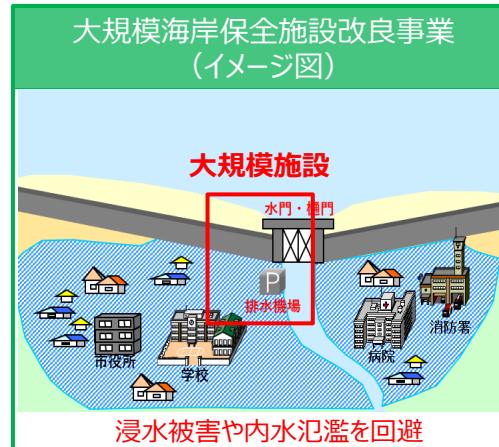 大規模海岸保全施設改良事業
（イメージ図）
大規模施設
水門・樋門
P
排水機場
消防署
市役所
学校
病院
浸水被害や内水氾濫を回避